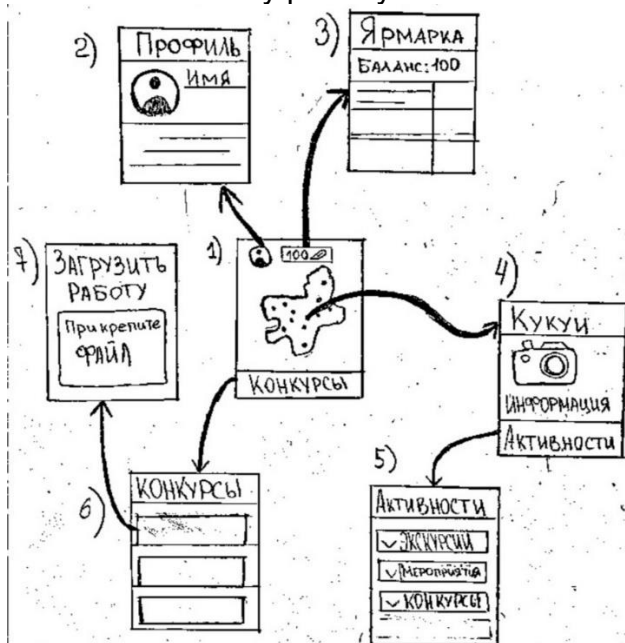 2)
Профиль
Имя
3)
Ярмарка
Баланс: 100
1)
100
Конкурсы
7)
Загрузить
работу
Прикрепите
файл
4)
Кукуи
Информация
Активности
5)
Активности
Экскурсии
Мероприятия
Конкурсы
6)
Конкурсы